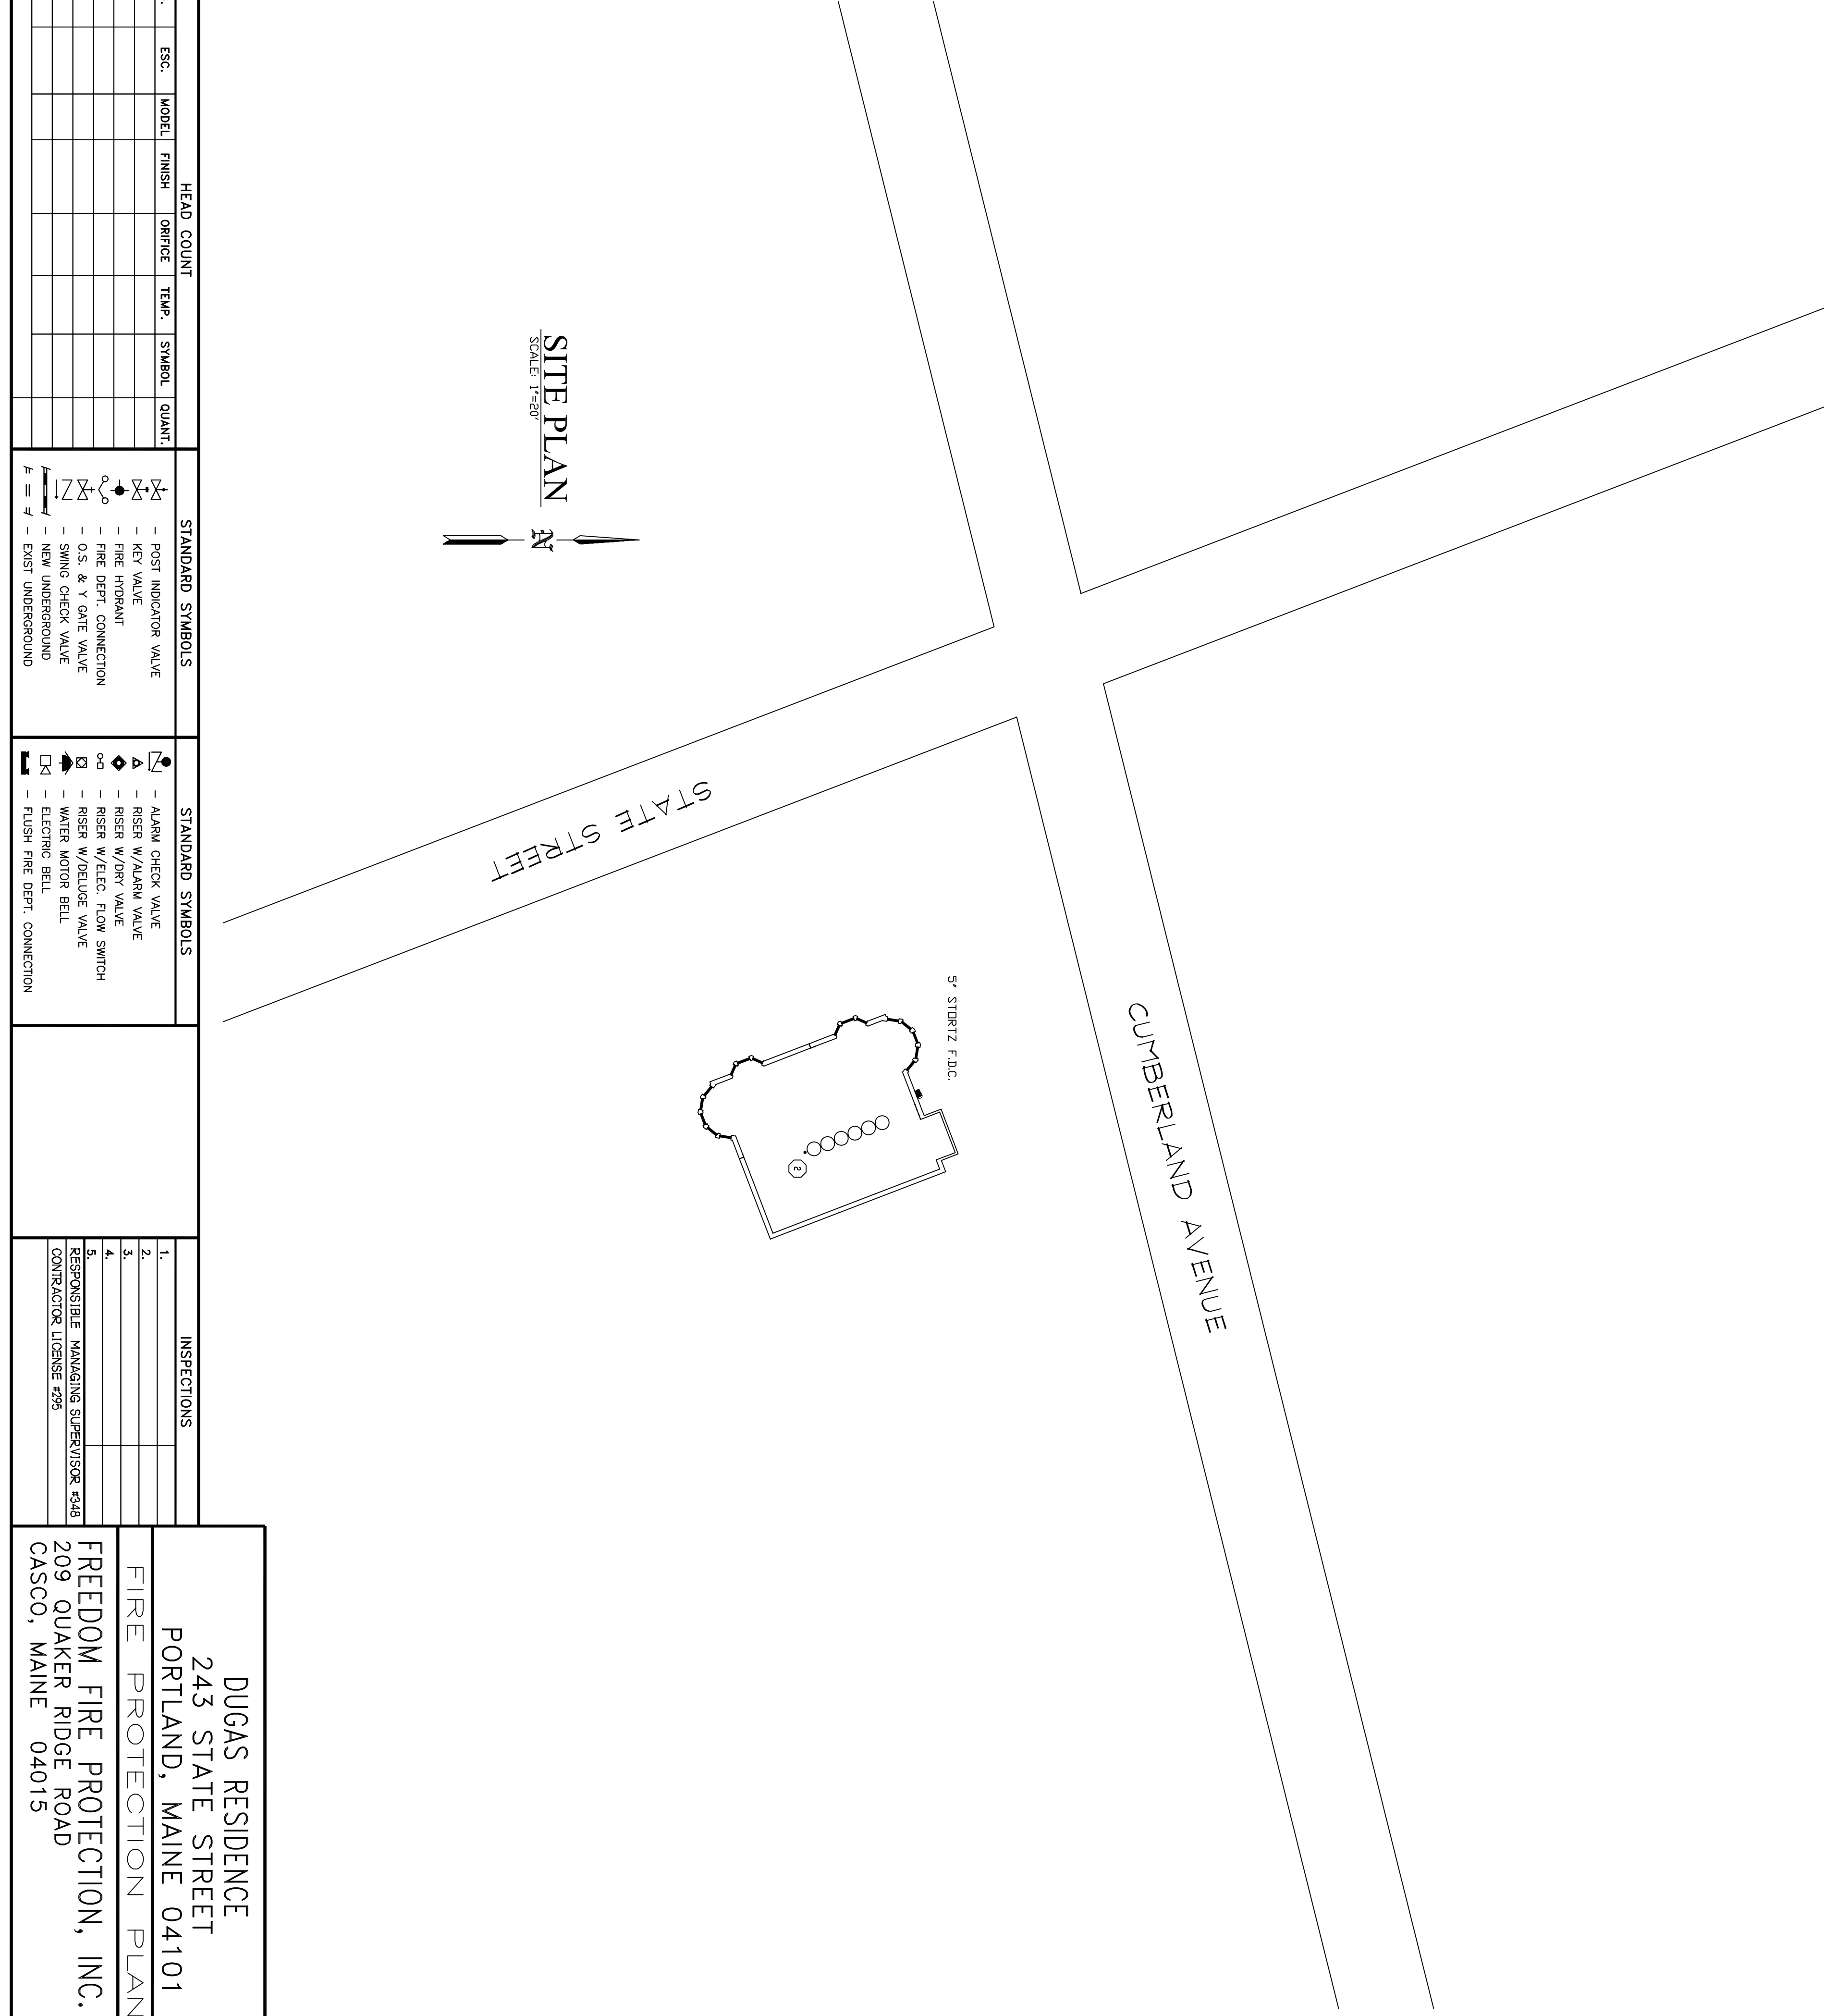 STATE STREET
CUMBERLAND AVENUE
5" STORTZ F.D.C.
2
SITE PLAN
SCALE: 1"=20'
N
HEAD COUNT
ESC.
MODEL
FINISH
ORIFICE
TEMP.
SYMBOL
QUANT.
STANDARD SYMBOLS
- POST INDICATOR VALVE
- KEY VALVE
- FIRE HYDRANT
- FIRE DEPT. CONNECTION
- O.S. & Y GATE VALVE
- SWING CHECK VALVE
- NEW UNDERGROUND
- EXIST UNDERGROUND
STANDARD SYMBOLS
- ALARM CHECK VALVE
- RISER W/ALARM VALVE
- RISER W/DRY VALVE
- RISER W/ELEC. FLOW SWITCH
- RISER W/DELUGE VALVE
- WATER MOTOR BELL
- ELECTRIC BELL
- FLUSH FIRE DEPT. CONNECTION
INSPECTIONS
1.
2.
3.
4.
5.
RESPONSIBLE MANAGING SUPERVISOR #348
CONTRACTOR LICENSE #295
DUGAS RESIDENCE
243 STATE STREET
PORTLAND, MAINE 04101
FIRE PROTECTION PLAN
FREEDOM FIRE PROTECTION, INC.
209 QUAKER RIDGE ROAD
CASCO, MAINE 04015